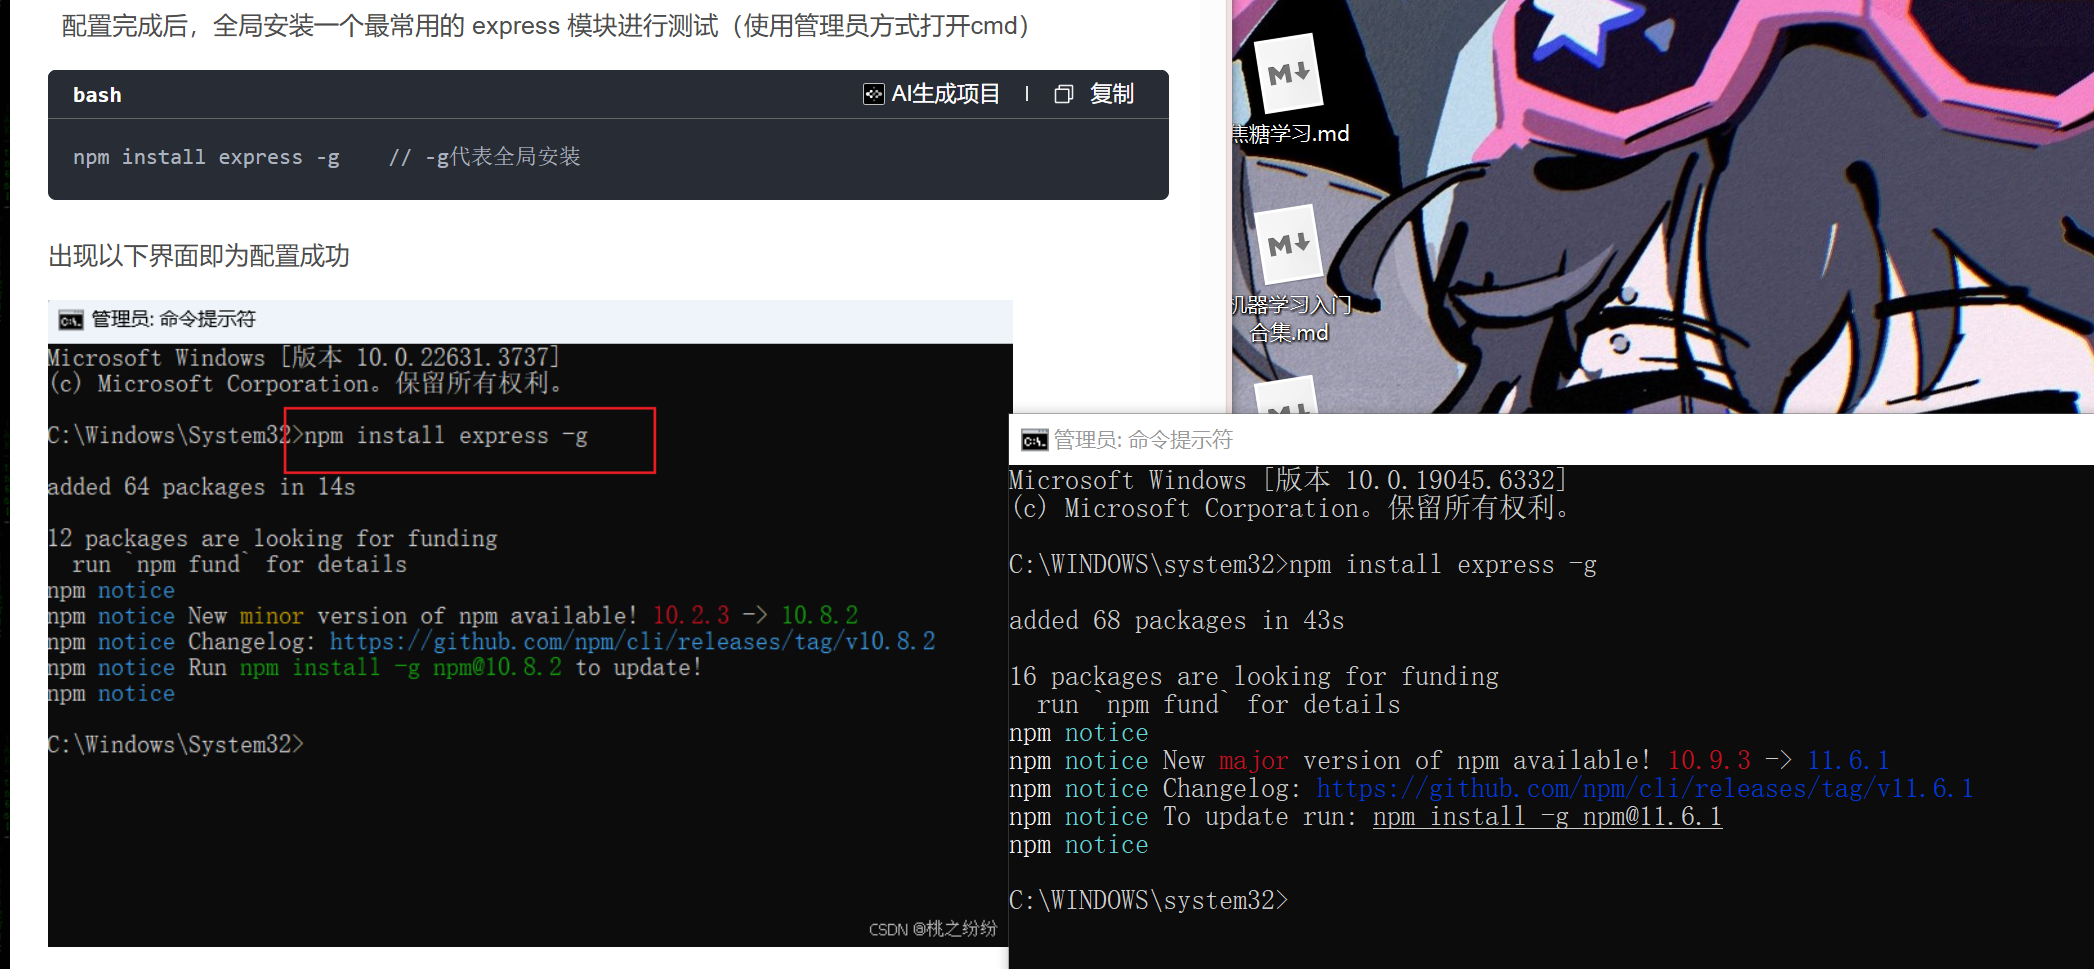 配置完成后，全局安装一个最常用的 express 模块进行测试（使用管理员方式打开cmd）
bash
AI生成项目
复制
npm install express -g    // -g代表全局安装
出现以下界面即为配置成功
管理员: 命令提示符
Microsoft Windows [版本 10.0.22631.3737]
(c) Microsoft Corporation。保留所有权利。
C:\Windows\System32>npm install express -g
added 64 packages in 14s
12 packages are looking for funding
  run `npm fund` for details
npm notice
npm notice New minor version of npm available! 10.2.3 -> 10.8.2
npm notice Changelog: https://github.com/npm/cli/releases/tag/v10.8.2
npm notice Run npm install -g npm@10.8.2 to update!
npm notice
C:\Windows\System32>
CSDN @桃之纷纷
M
焦糖学习.md
M
机器学习入门
合集.md
M
管理员: 命令提示符
Microsoft Windows [版本 10.0.19045.6332]
(c) Microsoft Corporation。保留所有权利。
C:\WINDOWS\system32>npm install express -g
added 68 packages in 43s
16 packages are looking for funding
  run `npm fund` for details
npm notice
npm notice New major version of npm available! 10.9.3 -> 11.6.1
npm notice Changelog: https://github.com/npm/cli/releases/tag/v11.6.1
npm notice To update run: npm install -g npm@11.6.1
npm notice
C:\WINDOWS\system32>